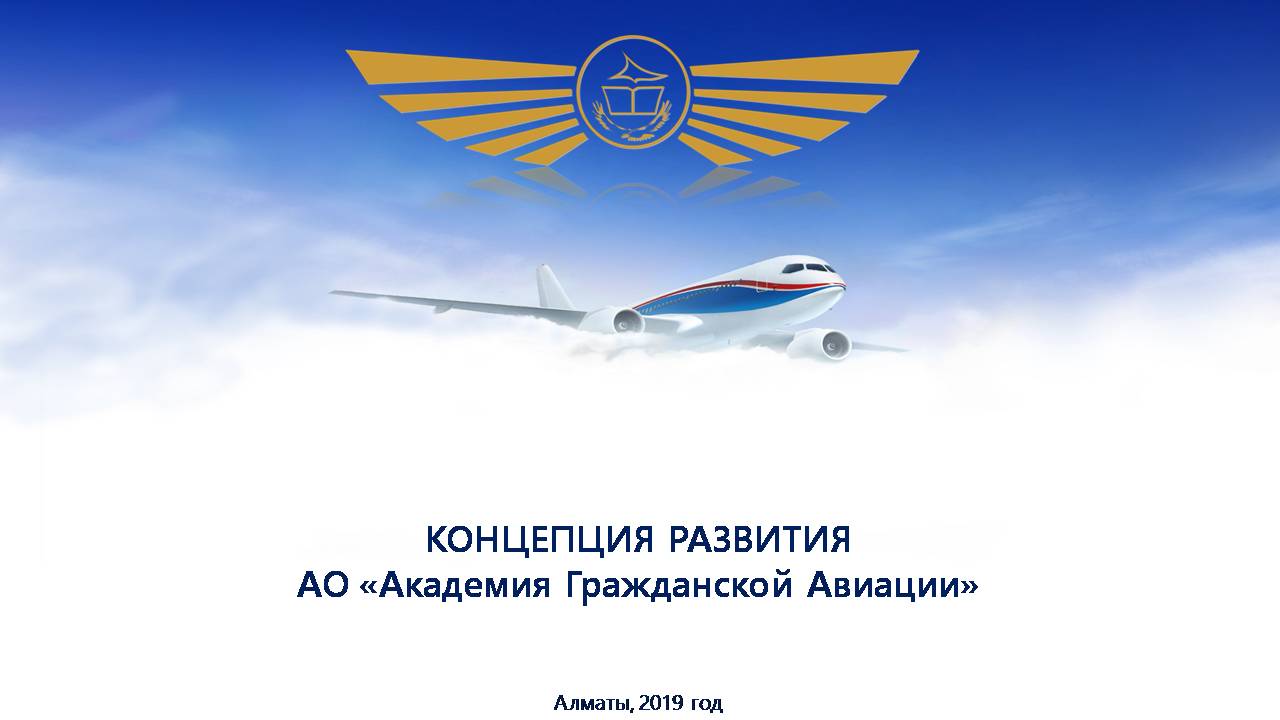 КОНЦЕПЦИЯ РАЗВИТИЯ
АО «Академия Гражданской Авиации»
Алматы, 2019 год